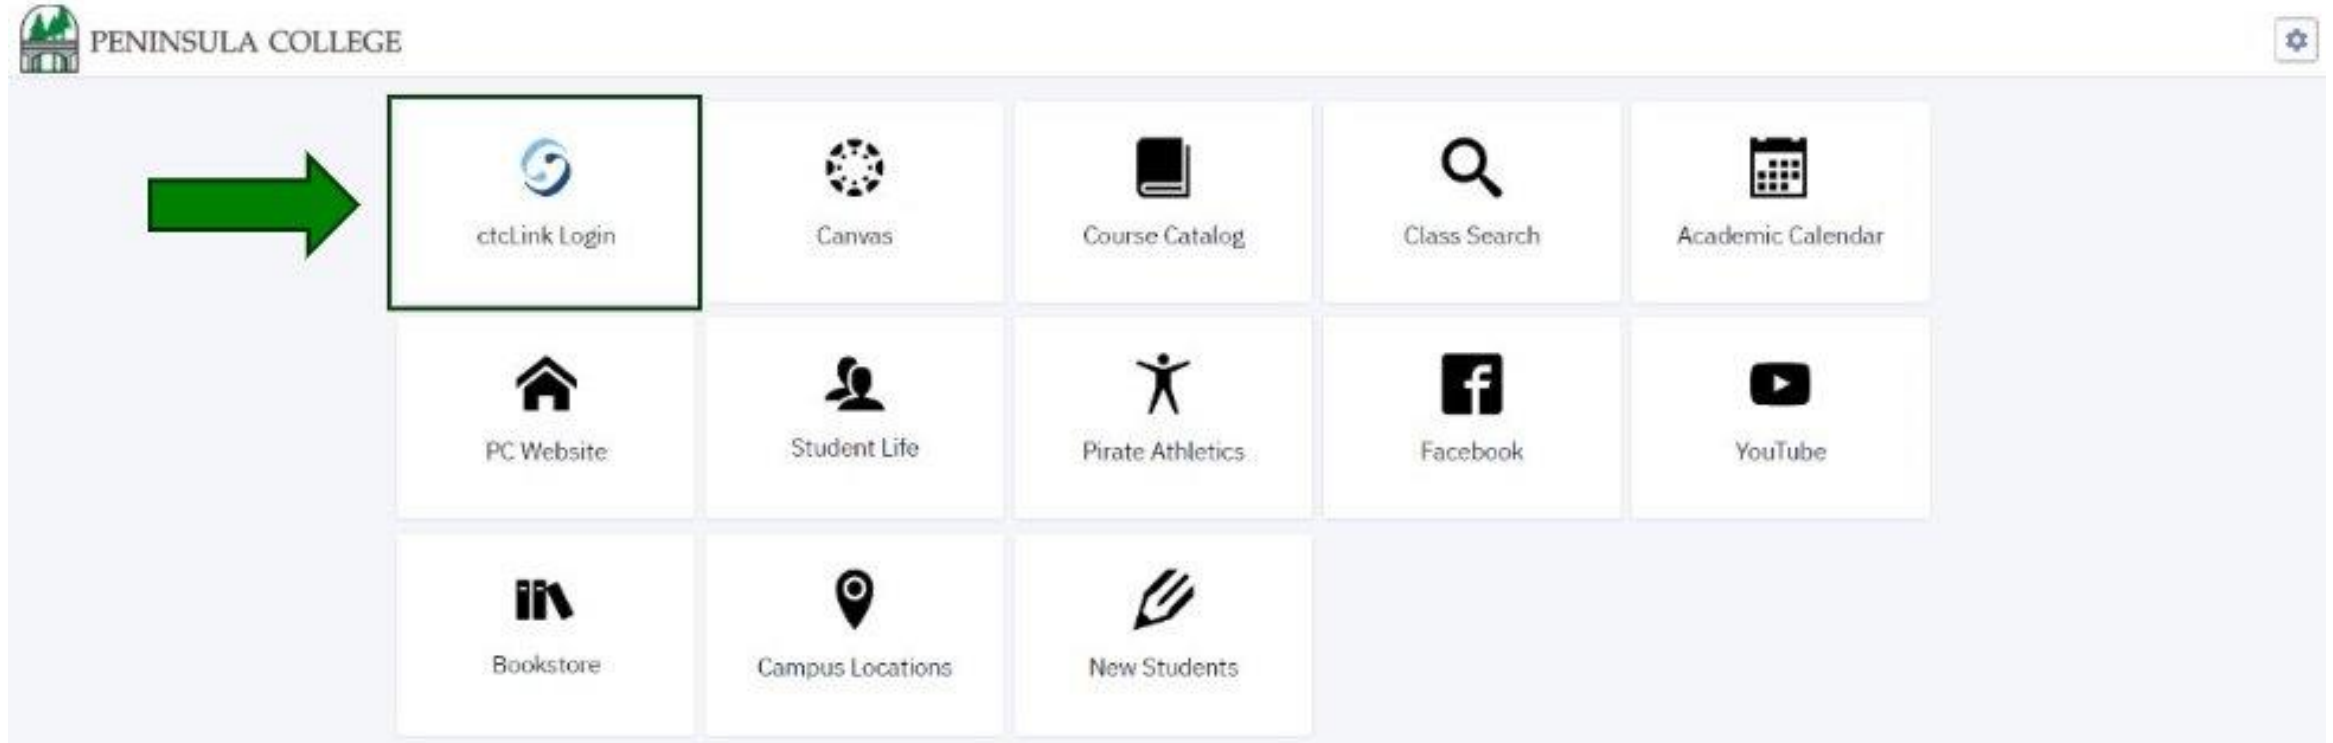 PENINSULA COLLEGE
ctcLink Login
Canvas
Course Catalog
Class Search
Academic Calendar
PC Website
Student Life
Pirate Athletics
Facebook
YouTube
Bookstore
Campus Locations
New Students